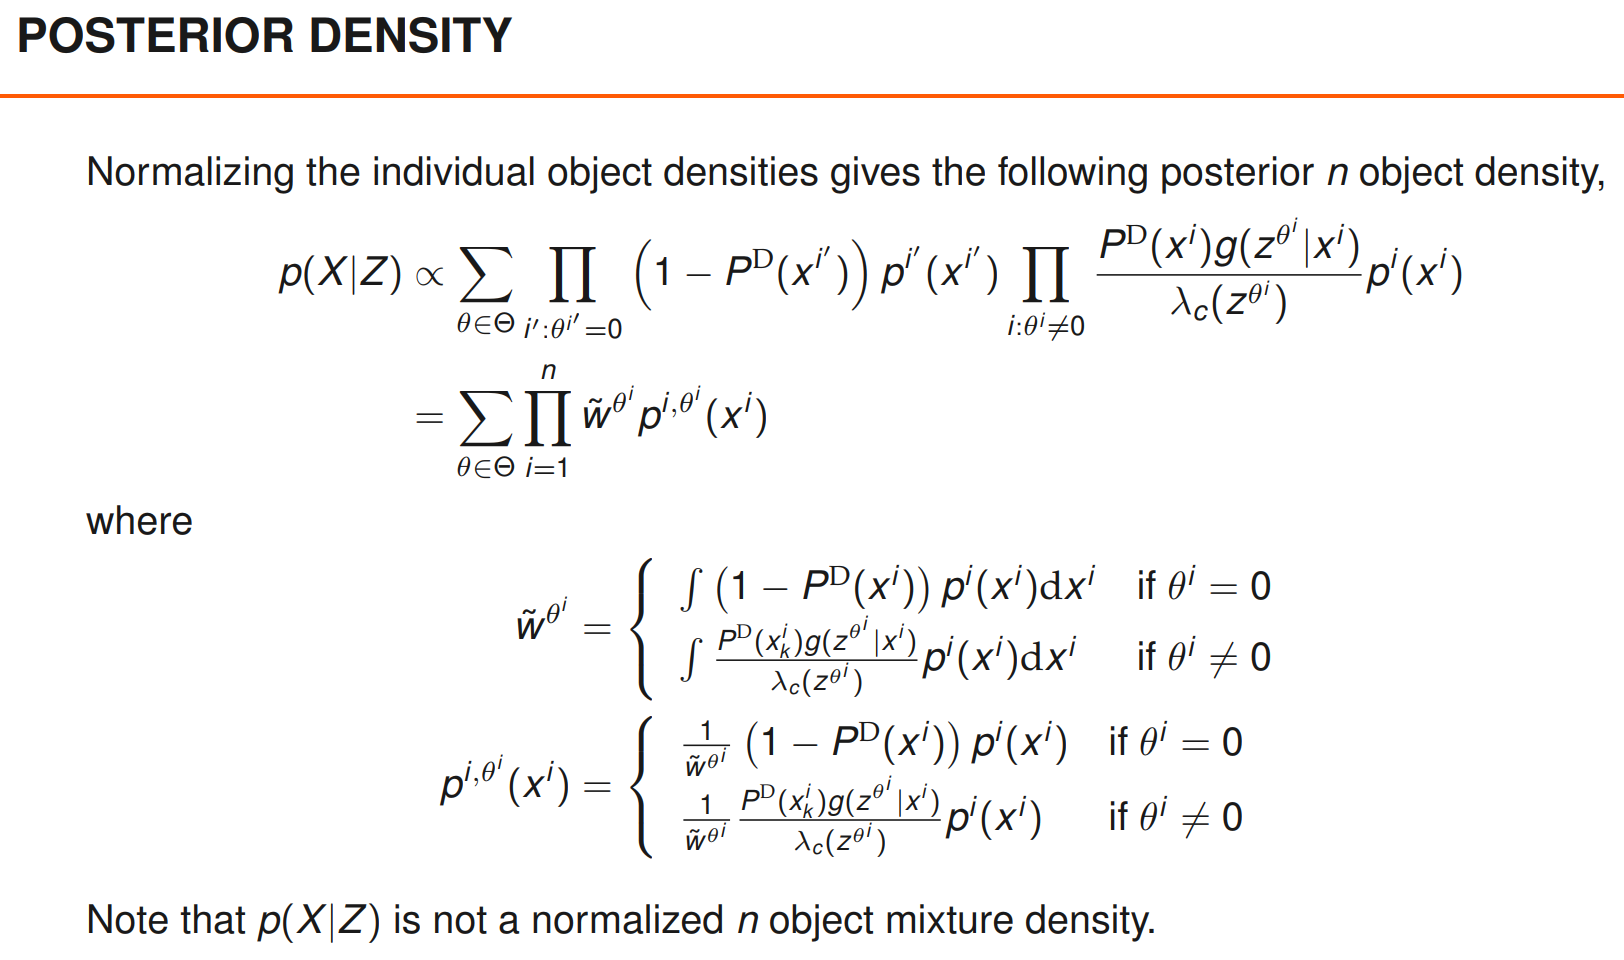 POSTERIOR DENSITY
Normalizing the individual object densities gives the following posterior n object density,
$p(X|Z) \propto \sum_{\theta \in \Theta} \prod_{i':\theta^{i'}=0} \left(1 - P^{\mathrm{D}}(x^{i'})\right) p^{i'}(x^{i'}) \prod_{i:\theta^i \neq 0} \frac{P^{\mathrm{D}}(x^i) g(z^{\theta^i}|x^i)}{\lambda_c(z^{\theta^i})} p^i(x^i)$
$= \sum_{\theta \in \Theta} \prod_{i=1}^{n} \tilde{w}^{\theta^i} p^{i,\theta^i}(x^i)$
where
$\tilde{w}^{\theta^i} = \begin{cases} \int \left(1 - P^{\mathrm{D}}(x^i)\right) p^i(x^i) \mathrm{d}x^i & \text{if } \theta^i = 0 \\ \int \frac{P^{\mathrm{D}}(x_k^i) g(z^{\theta^i}|x^i)}{\lambda_c(z^{\theta^i})} p^i(x^i) \mathrm{d}x^i & \text{if } \theta^i \neq 0 \end{cases}$
$p^{i,\theta^i}(x^i) = \begin{cases} \frac{1}{\tilde{w}^{\theta^i}} \left(1 - P^{\mathrm{D}}(x^i)\right) p^i(x^i) & \text{if } \theta^i = 0 \\ \frac{1}{\tilde{w}^{\theta^i}} \frac{P^{\mathrm{D}}(x_k^i) g(z^{\theta^i}|x^i)}{\lambda_c(z^{\theta^i})} p^i(x^i) & \text{if } \theta^i \neq 0 \end{cases}$
Note that p(X|Z) is not a normalized n object mixture density.